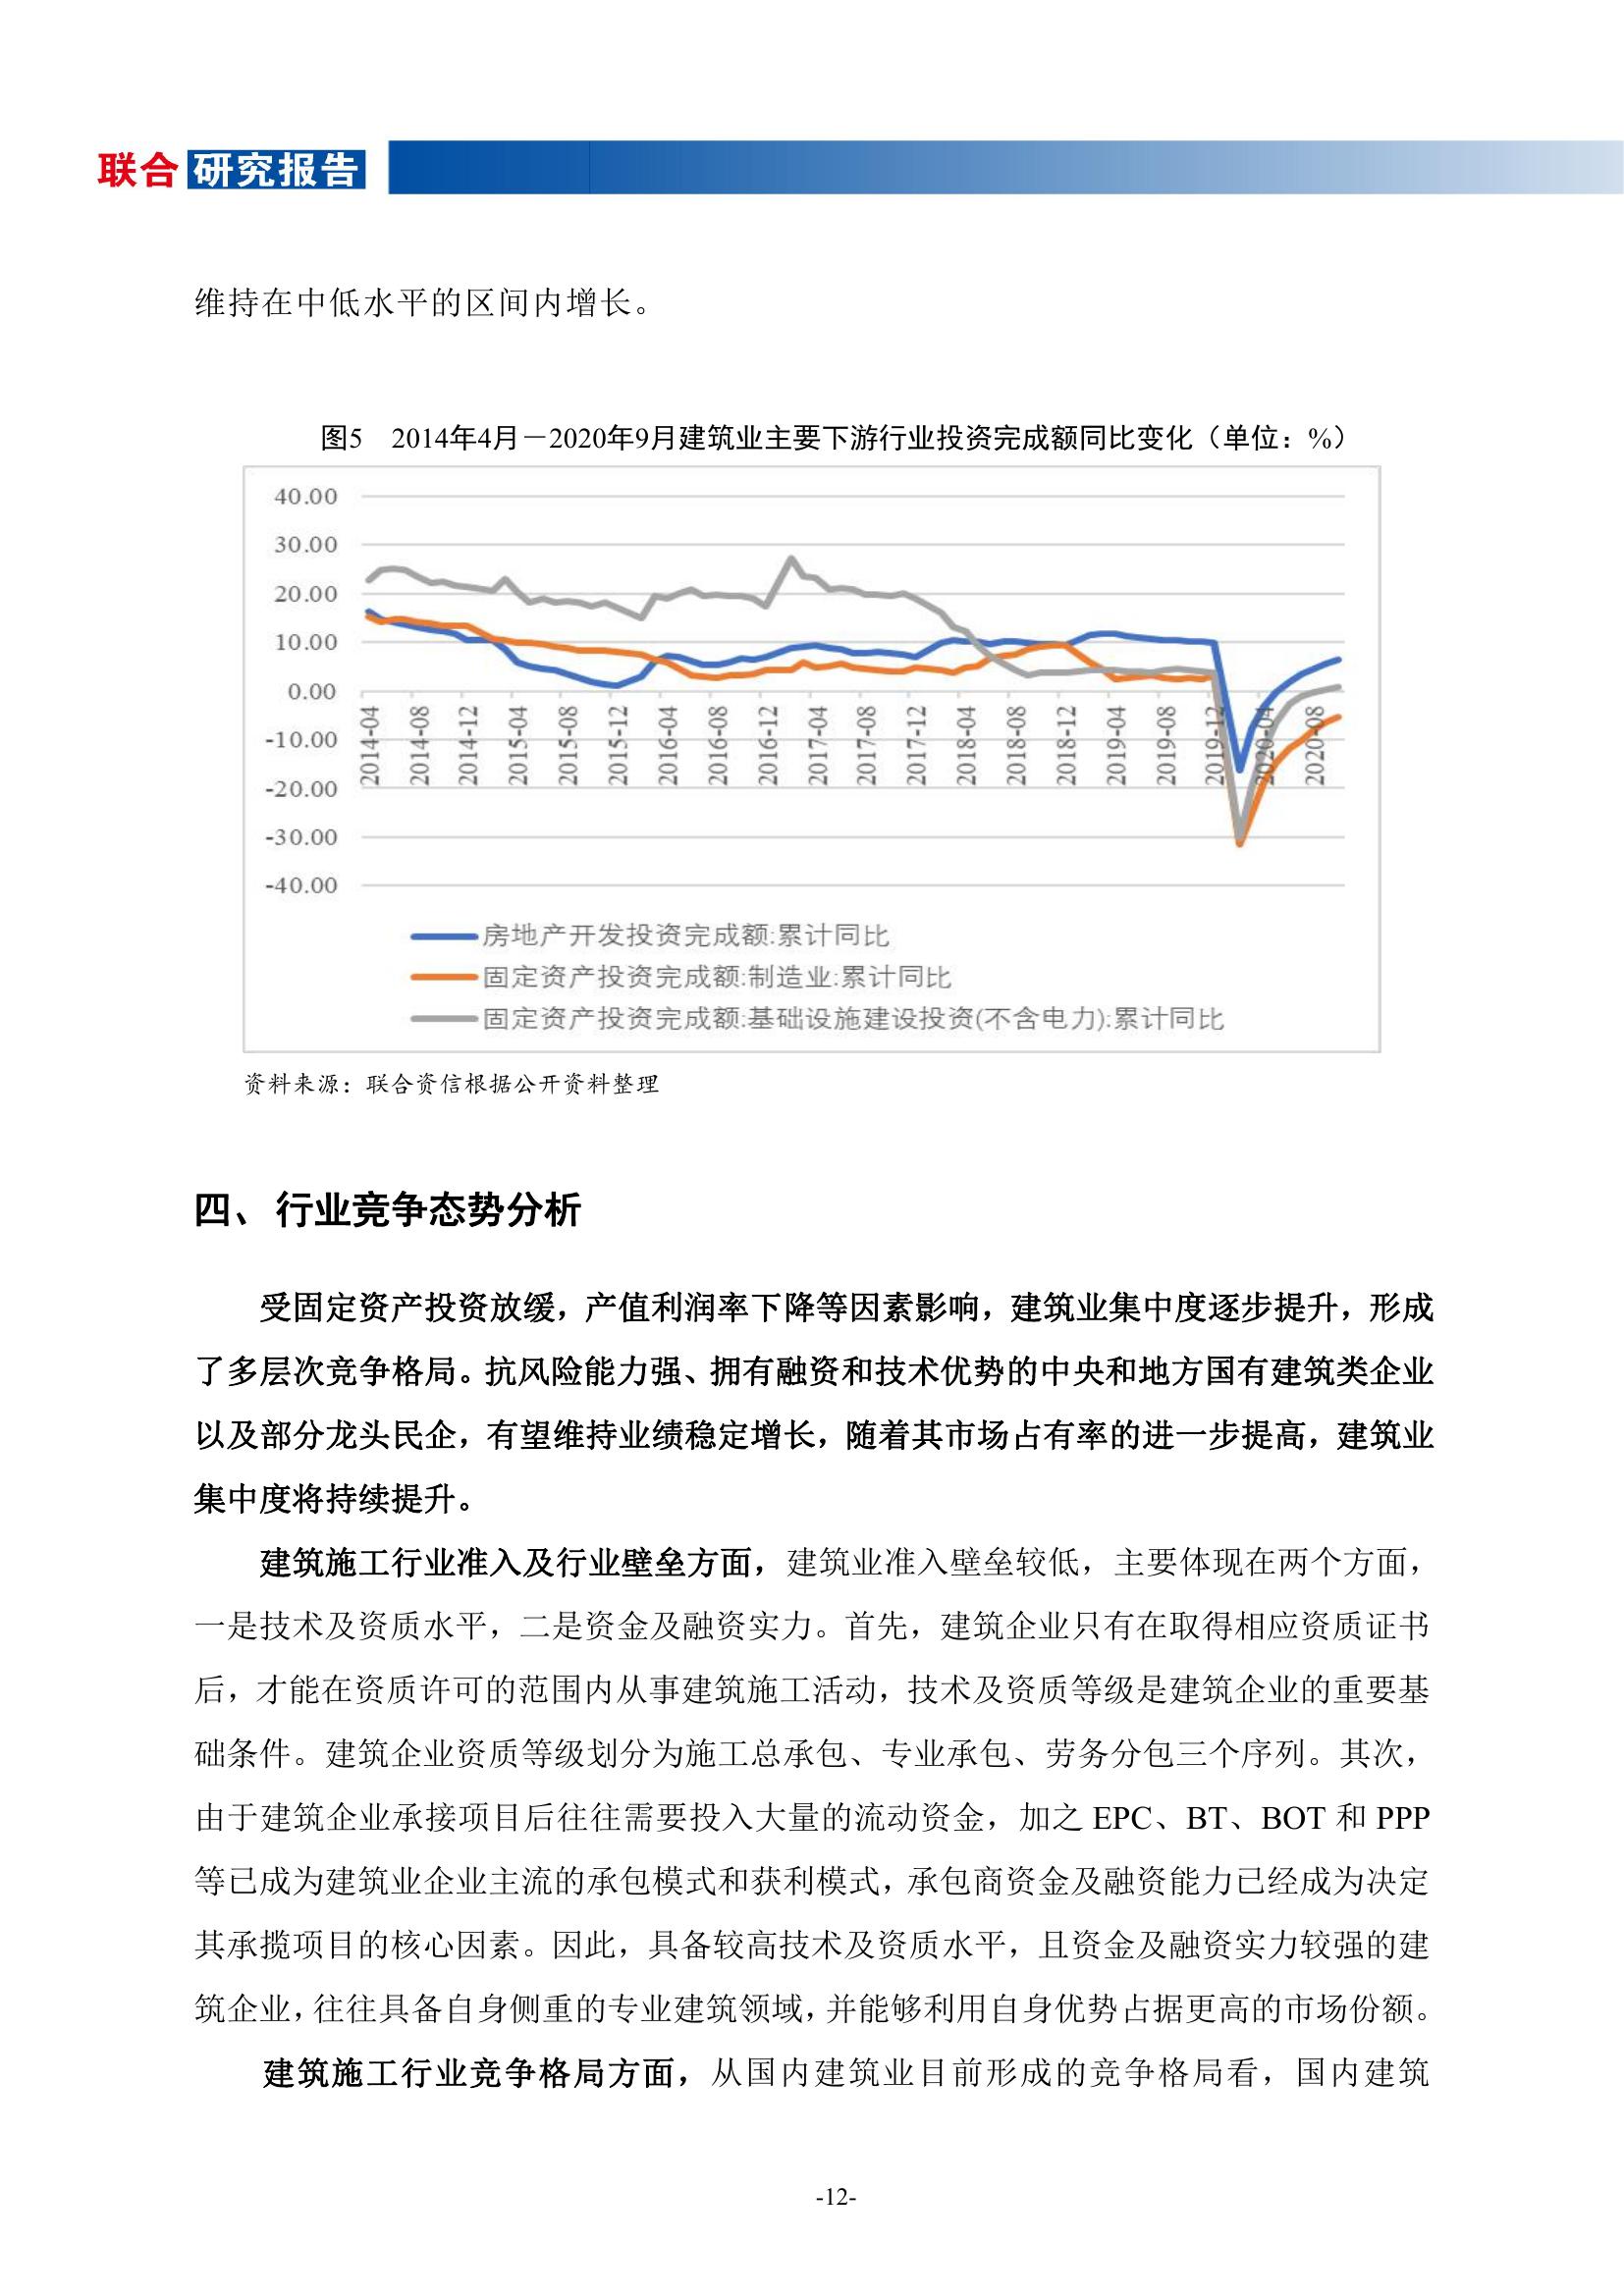 联合 研究报告
维持在中低水平的区间内增长。
图5 2014年4月－2020年9月建筑业主要下游行业投资完成额同比变化（单位：%）
40.00
30.00
20.00
10.00
0.00
-10.00
-20.00
-30.00
-40.00
2014-04
2014-08
2014-12
2015-04
2015-08
2015-12
2016-04
2016-08
2016-12
2017-04
2017-08
2017-12
2018-04
2018-08
2018-12
2019-04
2019-08
2019-12
2020-04
2020-08
房地产开发投资完成额:累计同比
固定资产投资完成额:制造业:累计同比
固定资产投资完成额:基础设施建设投资(不含电力):累计同比
资料来源：联合资信根据公开资料整理
四、 行业竞争态势分析
受固定资产投资放缓，产值利润率下降等因素影响，建筑业集中度逐步提升，形成
了多层次竞争格局。抗风险能力强、拥有融资和技术优势的中央和地方国有建筑类企业
以及部分龙头民企，有望维持业绩稳定增长，随着其市场占有率的进一步提高，建筑业
集中度将持续提升。
建筑施工行业准入及行业壁垒方面，建筑业准入壁垒较低，主要体现在两个方面，
一是技术及资质水平，二是资金及融资实力。首先，建筑企业只有在取得相应资质证书
后，才能在资质许可的范围内从事建筑施工活动，技术及资质等级是建筑企业的重要基
础条件。建筑企业资质等级划分为施工总承包、专业承包、劳务分包三个序列。其次，
由于建筑企业承接项目后往往需要投入大量的流动资金，加之 EPC、BT、BOT 和 PPP
等已成为建筑业企业主流的承包模式和获利模式，承包商资金及融资能力已经成为决定
其承揽项目的核心因素。因此，具备较高技术及资质水平，且资金及融资实力较强的建
筑企业，往往具备自身侧重的专业建筑领域，并能够利用自身优势占据更高的市场份额。
建筑施工行业竞争格局方面，从国内建筑业目前形成的竞争格局看，国内建筑
-12-